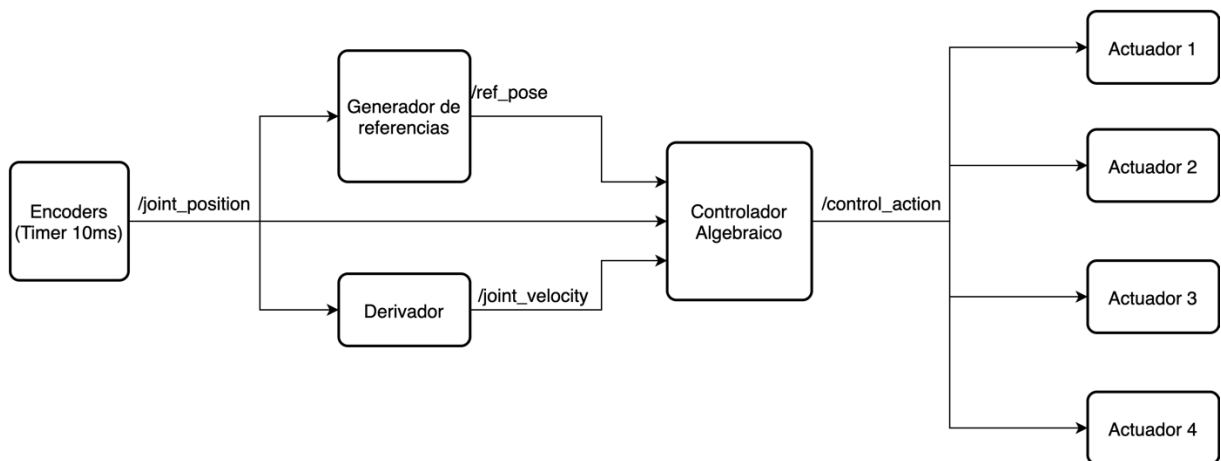 Encoders
(Timer 10ms)
/joint_position
Generador de
referencias
/ref_pose
Derivador
/joint_velocity
Controlador
Algebraico
/control_action
Actuador 1
Actuador 2
Actuador 3
Actuador 4